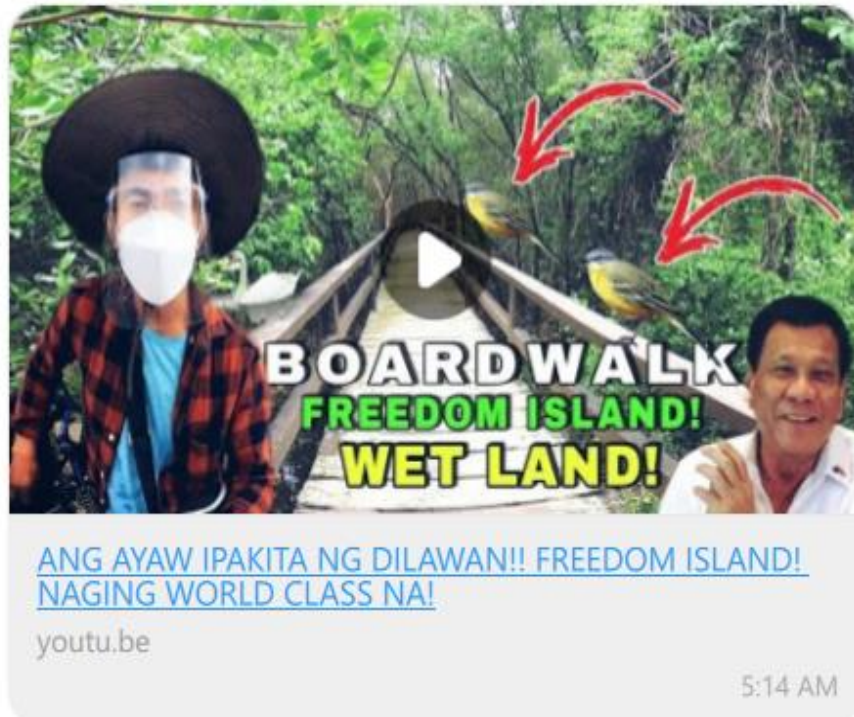 BOARDWALK
FREEDOM ISLAND!
WET LAND!
ANG AYAW IPAKITA NG DILAWAN!! FREEDOM ISLAND!
NAGING WORLD CLASS NA!
youtu.be
5:14 AM